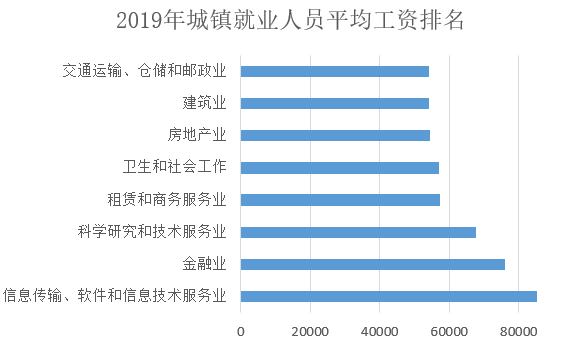 2019年城镇就业人员平均工资排名
交通运输、仓储和邮政业
建筑业
房地产业
卫生和社会工作
租赁和商务服务业
科学研究和技术服务业
金融业
信息传输、软件和信息技术服务业
0 20000 40000 60000 80000